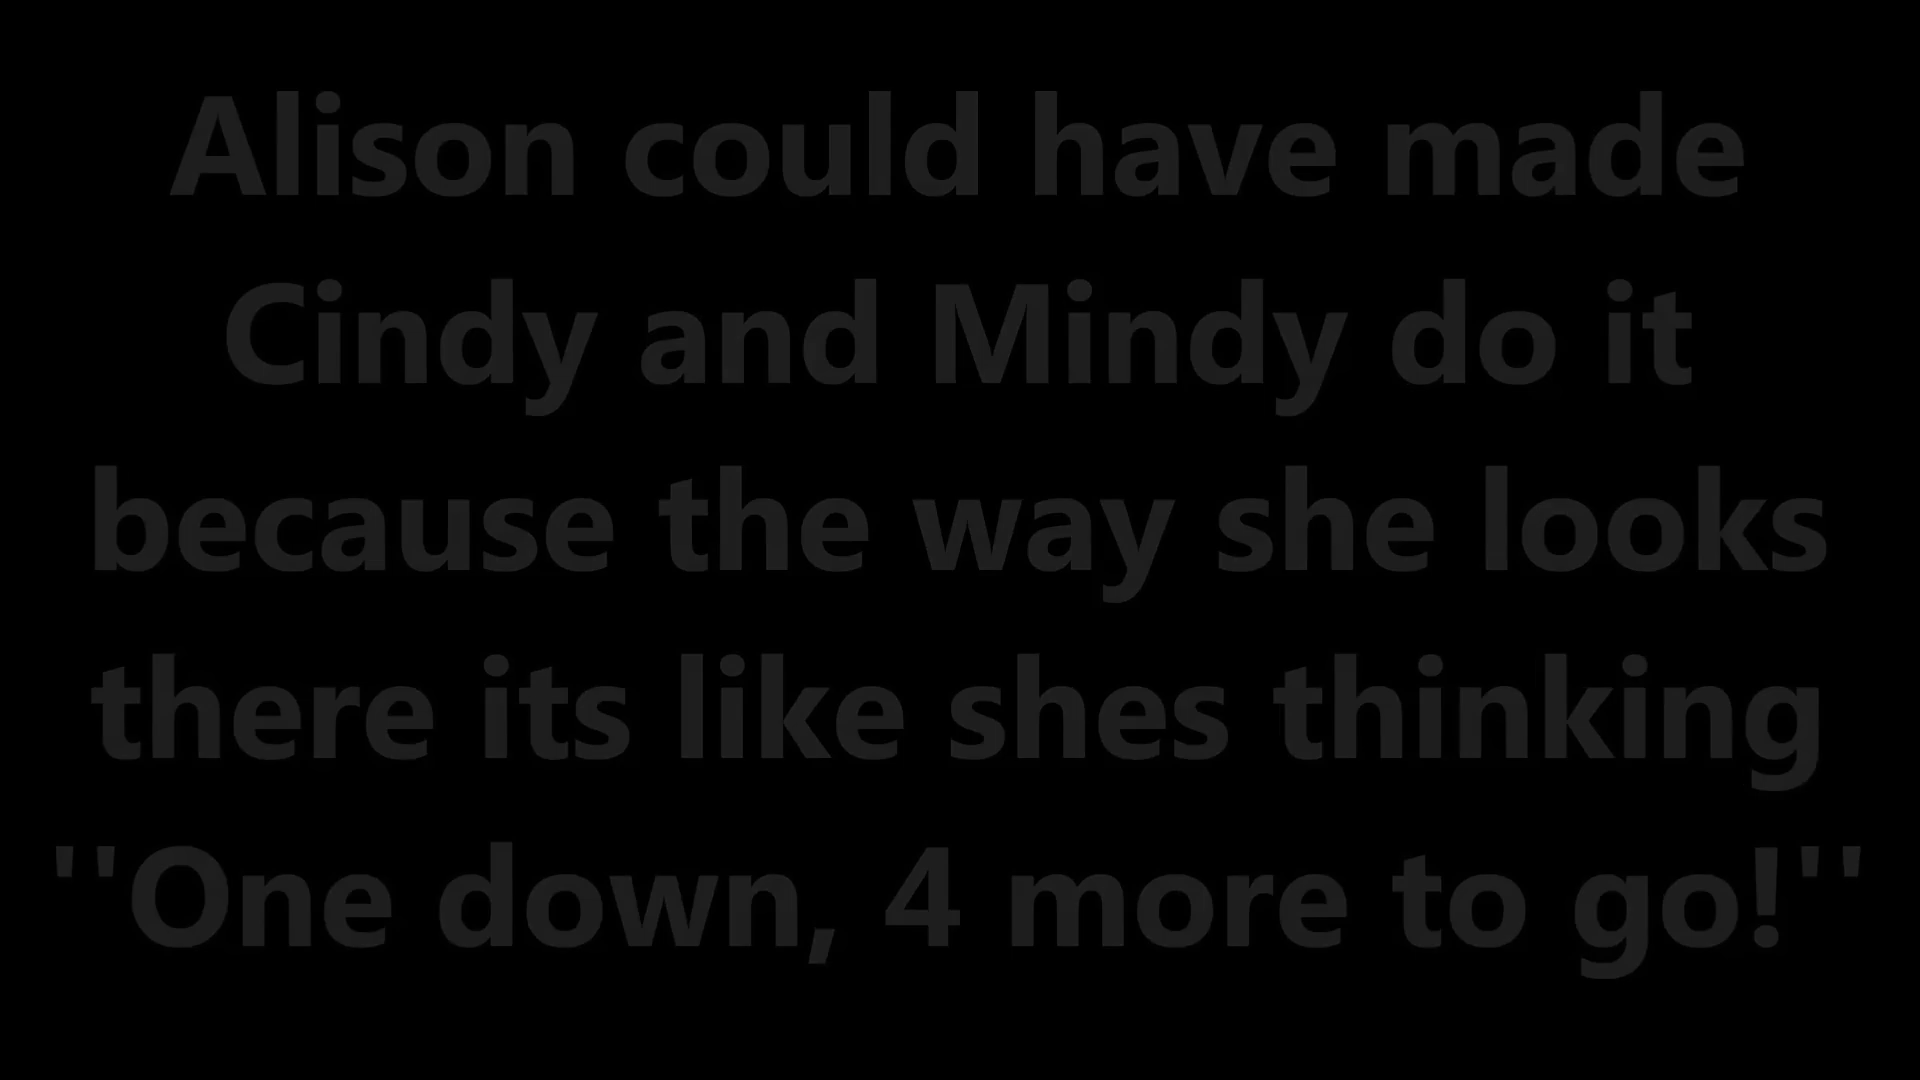 Alison could have made
Cindy and Mindy do it
because the way she looks
there its like shes thinking
''One down, 4 more to go!''